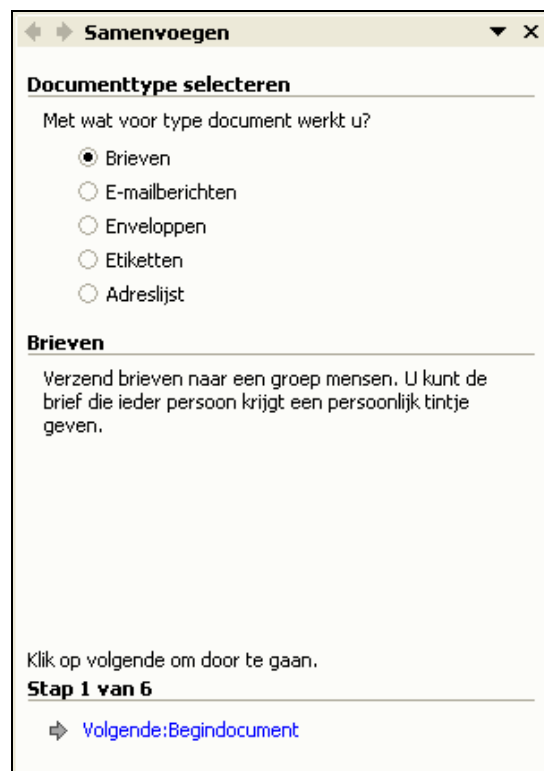 Samenvoegen
Documenttype selecteren
Met wat voor type document werkt u?
Brieven
E-mailberichten
Enveloppen
Etiketten
Adreslijst
Brieven
Verzend brieven naar een groep mensen. U kunt de
brief die ieder persoon krijgt een persoonlijk tintje
geven.
Klik op volgende om door te gaan.
Stap 1 van 6
Volgende:Begindocument